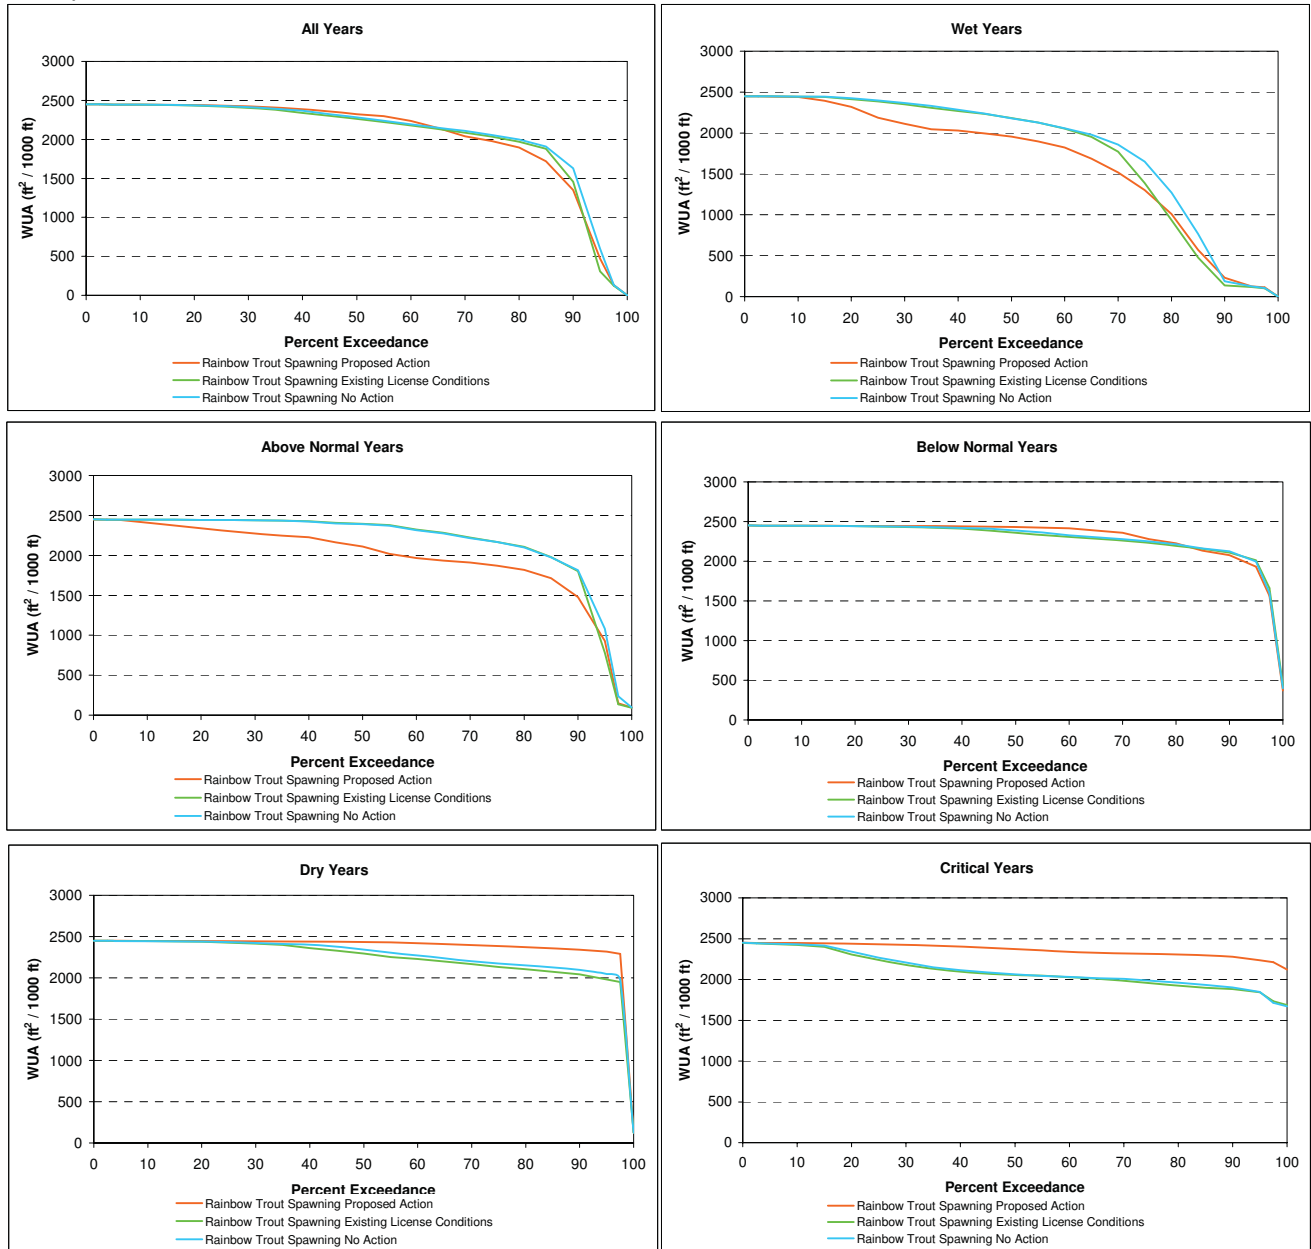 All Years
WUA (ft² / 1000 ft)
3000
2500
2000
1500
1000
500
0
0 10 20 30 40 50 60 70 80 90 100
Percent Exceedance
Rainbow Trout Spawning Proposed Action
Rainbow Trout Spawning Existing License Conditions
Rainbow Trout Spawning No Action
Wet Years
WUA (ft² / 1000 ft)
3000
2500
2000
1500
1000
500
0
0 10 20 30 40 50 60 70 80 90 100
Percent Exceedance
Rainbow Trout Spawning Proposed Action
Rainbow Trout Spawning Existing License Conditions
Rainbow Trout Spawning No Action
Above Normal Years
WUA (ft² / 1000 ft)
3000
2500
2000
1500
1000
500
0
0 10 20 30 40 50 60 70 80 90 100
Percent Exceedance
Rainbow Trout Spawning Proposed Action
Rainbow Trout Spawning Existing License Conditions
Rainbow Trout Spawning No Action
Below Normal Years
WUA (ft² / 1000 ft)
3000
2500
2000
1500
1000
500
0
0 10 20 30 40 50 60 70 80 90 100
Percent Exceedance
Rainbow Trout Spawning Proposed Action
Rainbow Trout Spawning Existing License Conditions
Rainbow Trout Spawning No Action
Dry Years
WUA (ft² / 1000 ft)
3000
2500
2000
1500
1000
500
0
0 10 20 30 40 50 60 70 80 90 100
Percent Exceedance
Rainbow Trout Spawning Proposed Action
Rainbow Trout Spawning Existing License Conditions
Rainbow Trout Spawning No Action
Critical Years
WUA (ft² / 1000 ft)
3000
2500
2000
1500
1000
500
0
0 10 20 30 40 50 60 70 80 90 100
Percent Exceedance
Rainbow Trout Spawning Proposed Action
Rainbow Trout Spawning Existing License Conditions
Rainbow Trout Spawning No Action